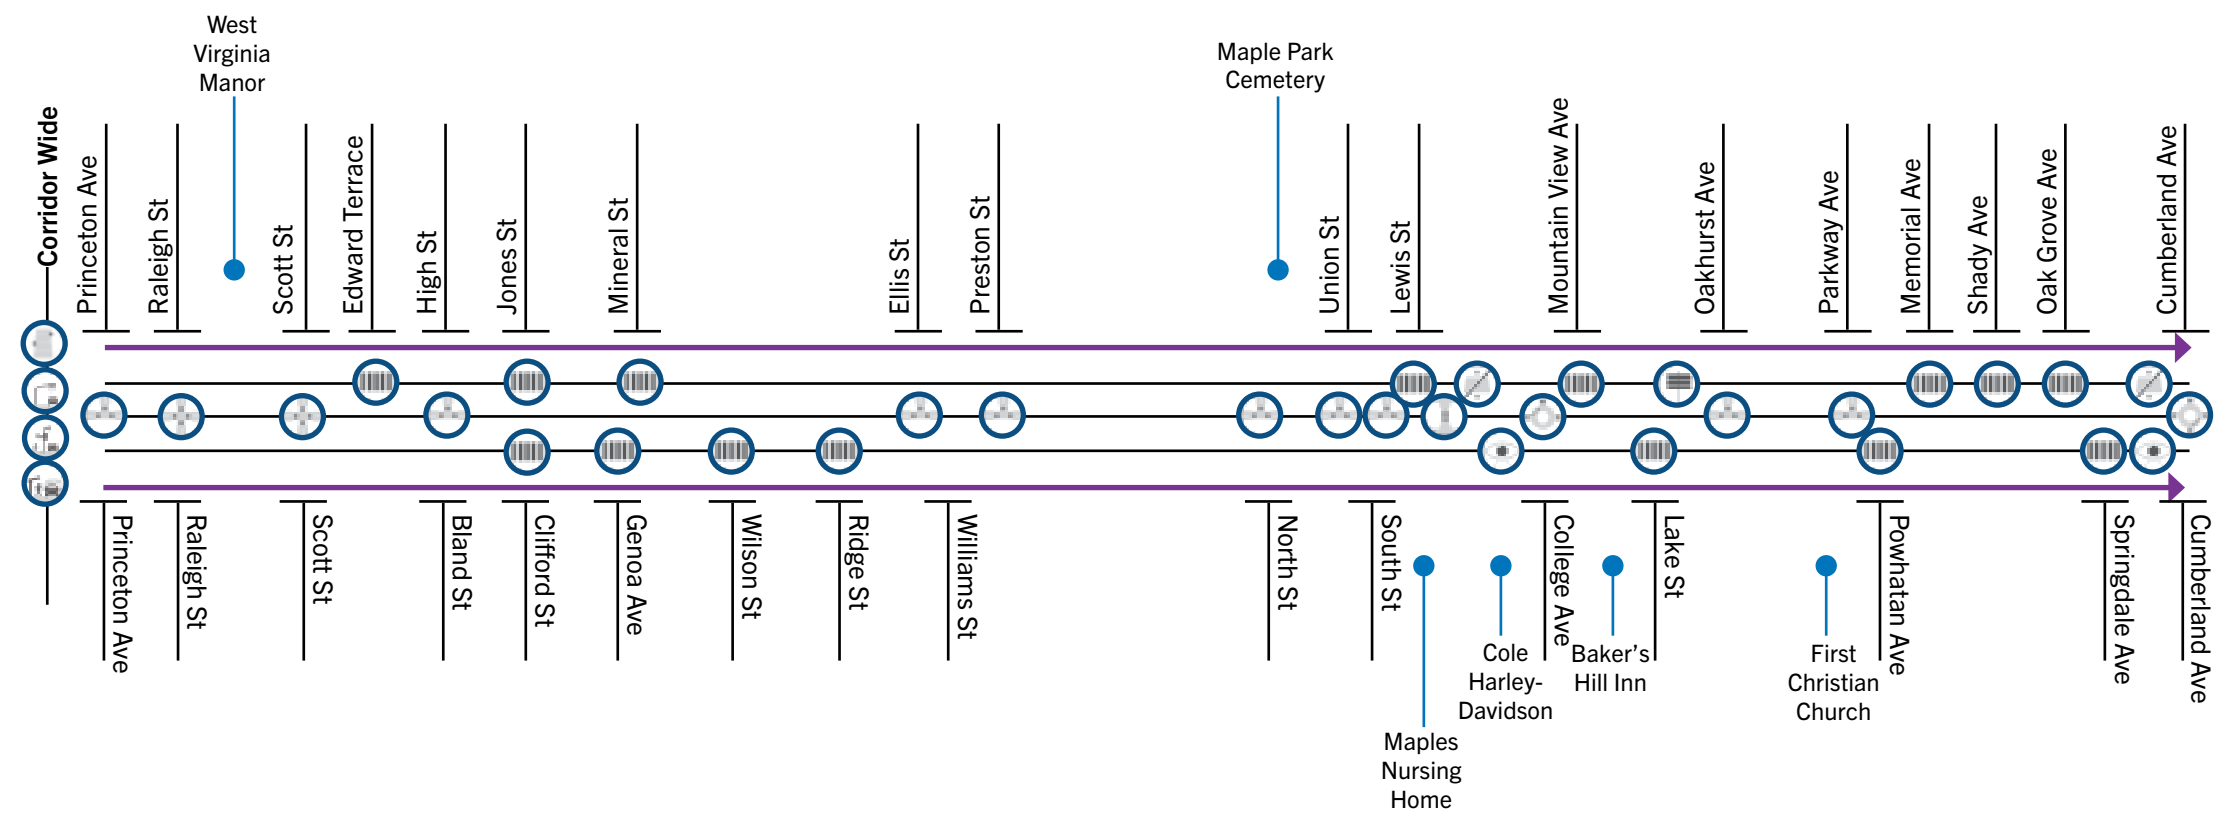 West
Virginia
Manor
Maple Park
Cemetery
Corridor Wide
Princeton Ave
Raleigh St
Scott St
Edward Terrace
High St
Jones St
Mineral St
Ellis St
Preston St
Union St
Lewis St
Mountain View Ave
Oakhurst Ave
Parkway Ave
Memorial Ave
Shady Ave
Oak Grove Ave
Cumberland Ave
Princeton Ave
Raleigh St
Scott St
Bland St
Clifford St
Genoa Ave
Wilson St
Ridge St
Williams St
North St
South St
College Ave
Lake St
Powhatan Ave
Springdale Ave
Cumberland Ave
Maples
Nursing
Home
Cole
Harley-
Davidson
Baker's
Hill Inn
First
Christian
Church